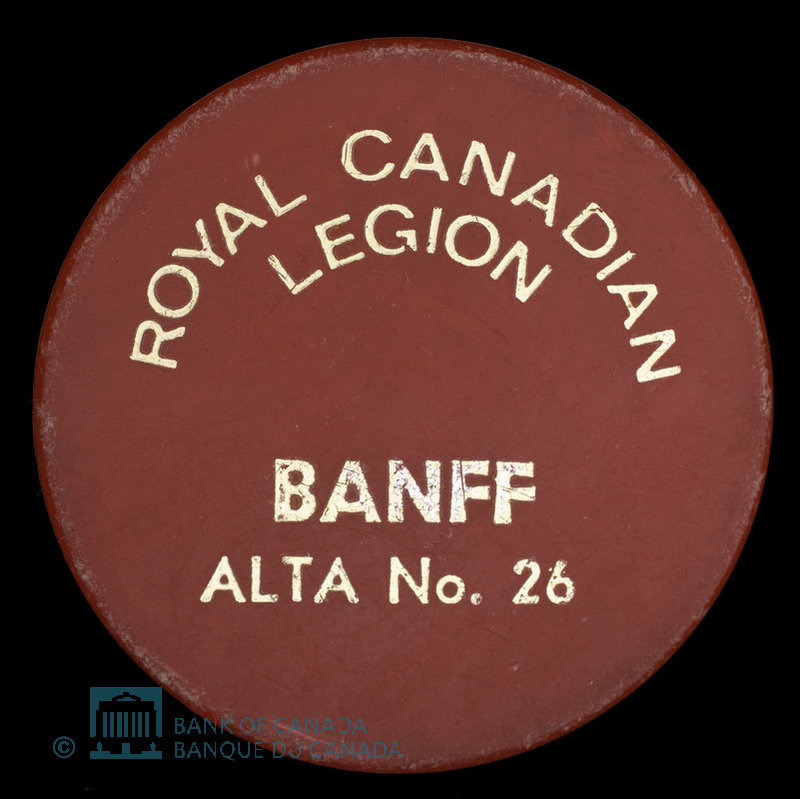 ROYAL CANADIAN
LEGION
BANFF
ALTA No. 26
© BANK OF CANADA
BANQUE DU CANADA